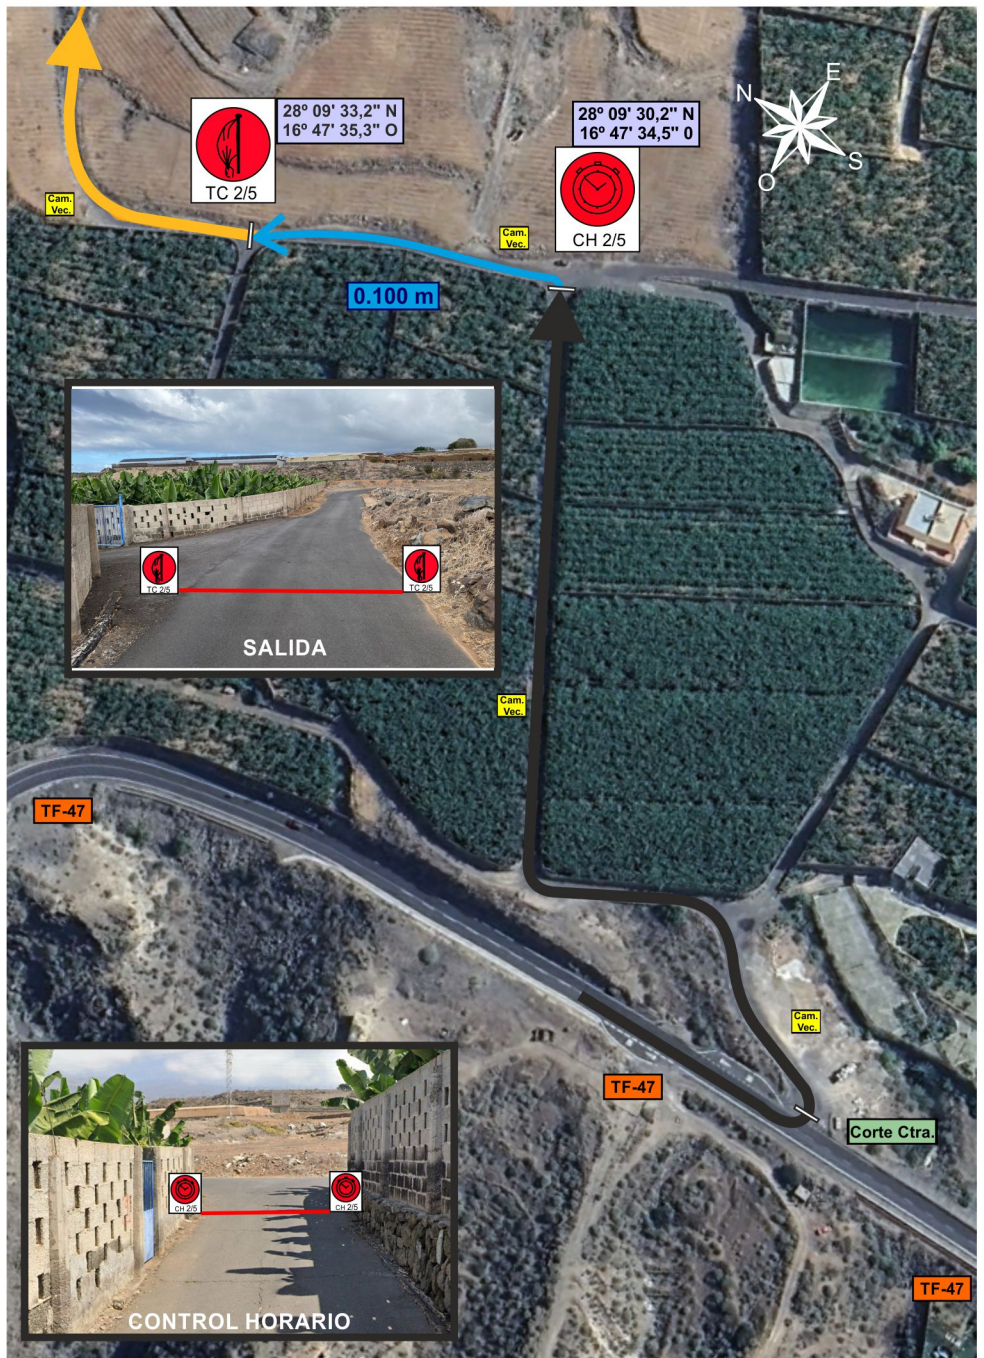 N
E
S
O
28º 09' 33,2" N
16º 47' 35,3" O
TC 2/5
28º 09' 30,2" N
16º 47' 34,5" 0
CH 2/5
Cam.
Vec.
Cam.
Vec.
0.100 m
TC 2/5
TC 2/5
SALIDA
Cam.
Vec.
TF-47
Cam.
Vec.
TF-47
Corte Ctra.
CH 2/5
CH 2/5
CONTROL HORARIO
TF-47